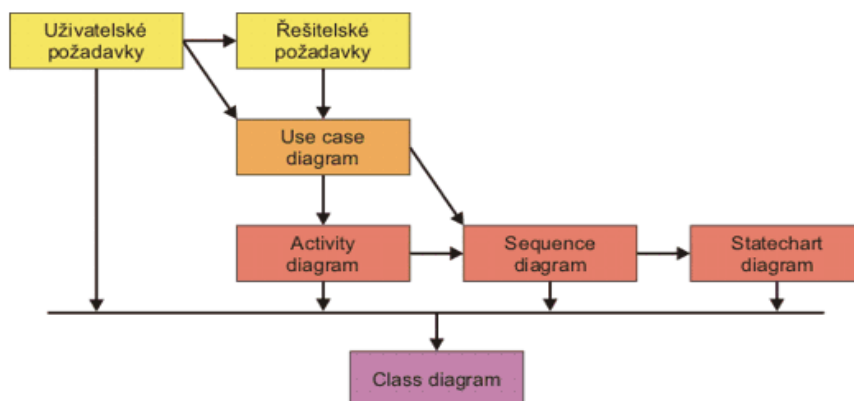 Uživatelské
požadavky
Řešitelské
požadavky
Use case
diagram
Activity
diagram
Sequence
diagram
Statechart
diagram
Class diagram